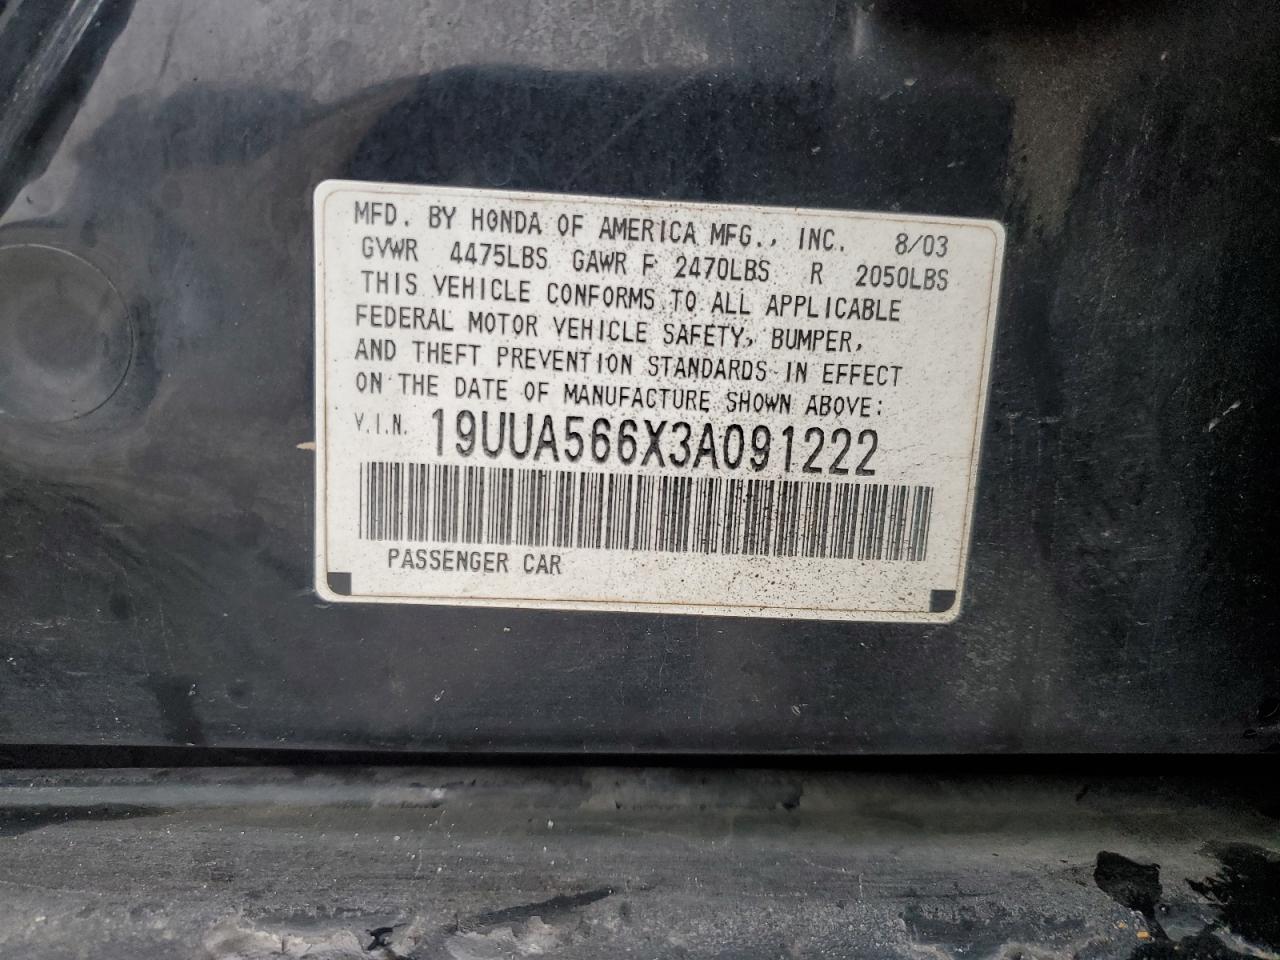 MFD. BY HONDA OF AMERICA MFG., INC. 8/03
GVWR 4475LBS GAWR F 2470LBS R 2050LBS
THIS VEHICLE CONFORMS TO ALL APPLICABLE
FEDERAL MOTOR VEHICLE SAFETY, BUMPER,
AND THEFT PREVENTION STANDARDS IN EFFECT
ON THE DATE OF MANUFACTURE SHOWN ABOVE:
V.I.N. 19UUA566X3A091222
PASSENGER CAR